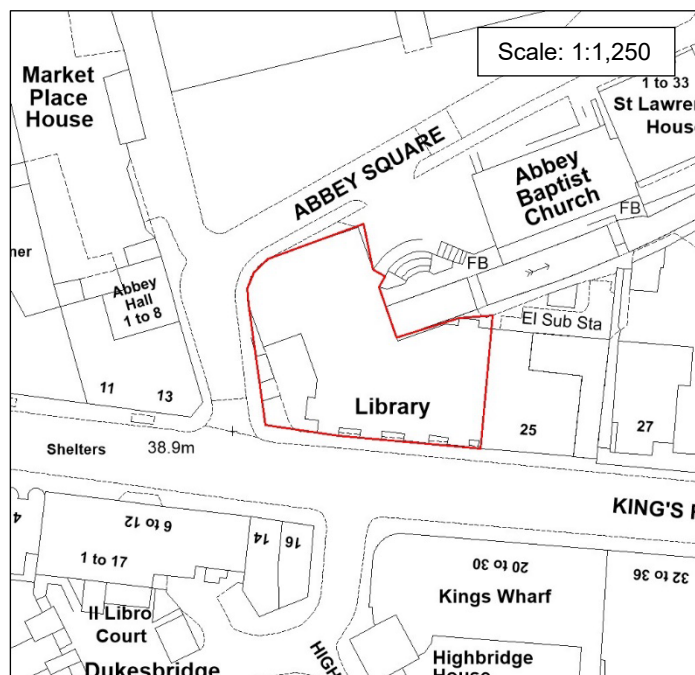 Scale: 1:1,250
Market
Place
House
1 to 33
St Lawren
House
ABBEY SQUARE
Abbey
Baptist
Church
FB
ner
FB
Abbey
Hall
1 to 8
El Sub Sta
11
13
Library
25
27
Shelters
38.9m
KING'S R
4
6 to 12
14
16
1 to 17
20 to 30
32 to 36
Kings Wharf
Il Libro
Court
HIGH
Dukesbridge
Highbridge
House